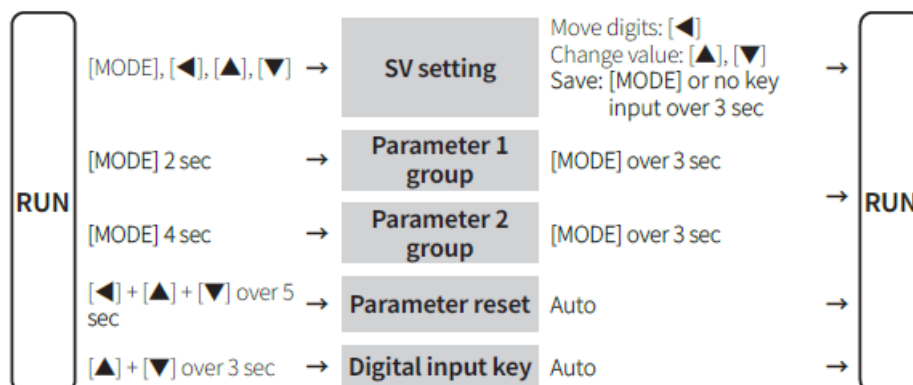 RUN
[MODE], [◀], [▲], [▼] → SV setting
Move digits: [◀]
Change value: [▲], [▼]
Save: [MODE] or no key
input over 3 sec
→
[MODE] 2 sec → Parameter 1
group
[MODE] over 3 sec
[MODE] 4 sec → Parameter 2
group
[MODE] over 3 sec
→
[◀] + [▲] + [▼] over 5
sec
→ Parameter reset Auto →
[▲] + [▼] over 3 sec → Digital input key Auto →
RUN